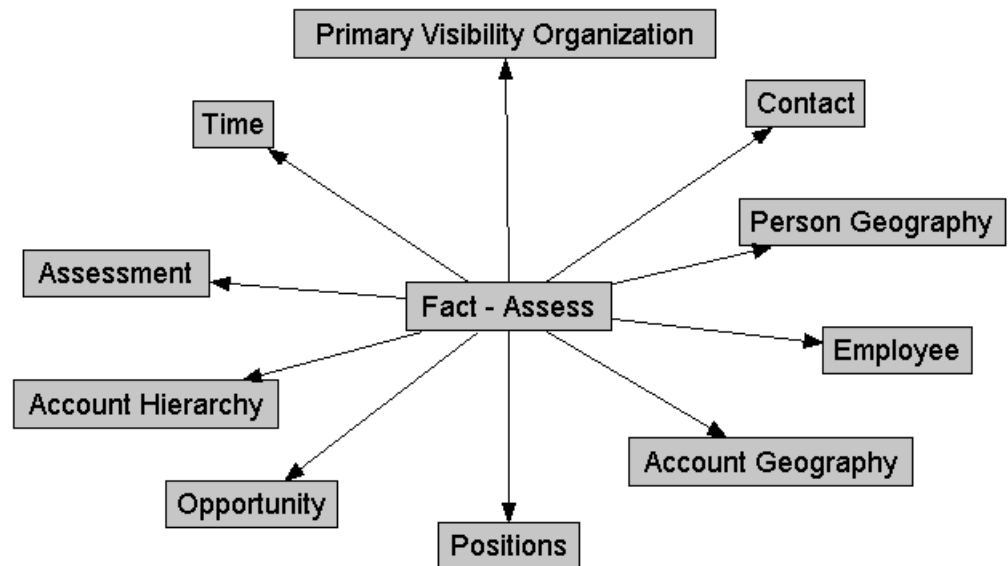 Primary Visibility Organization
Contact
Time
Person Geography
Assessment
Fact - Assess
Employee
Account Hierarchy
Account Geography
Opportunity
Positions